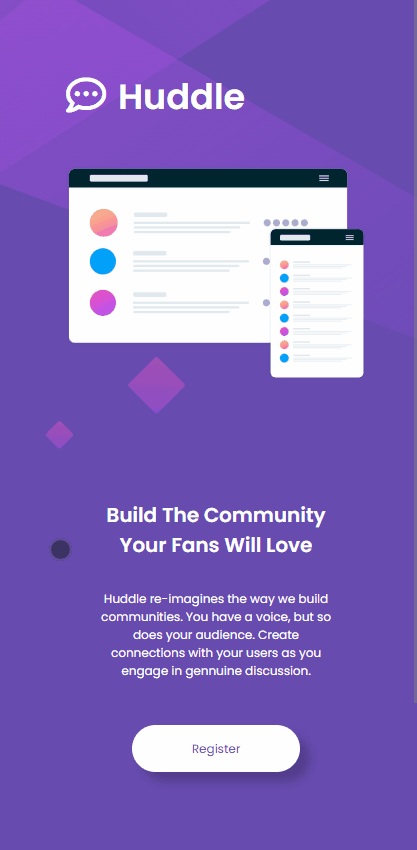 Huddle
Build The Community
Your Fans Will Love
Huddle re-imagines the way we build
communities. You have a voice, but so
does your audience. Create
connections with your users as you
engage in gennuine discussion.
Register